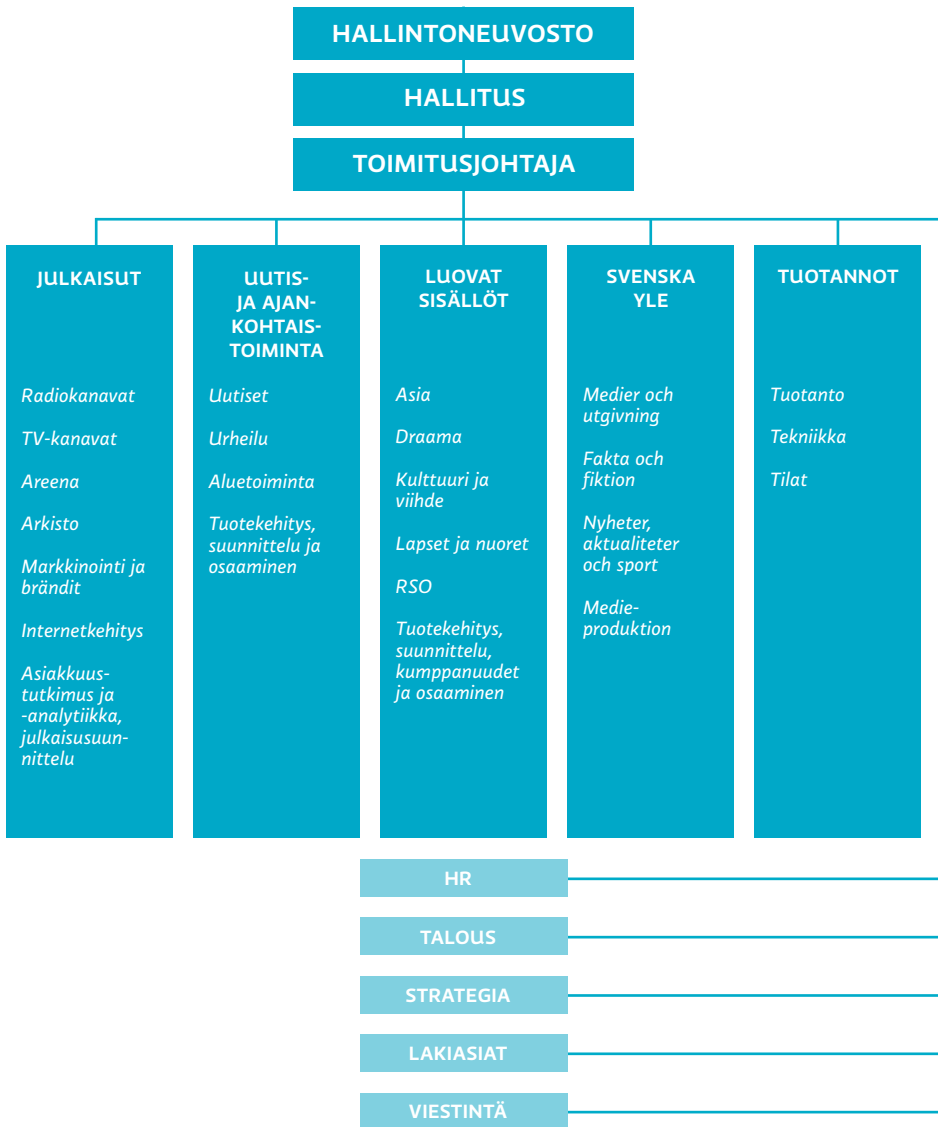 HALLINTONEUVOSTO
HALLITUS
TOIMITUSJOHTAJA
JULKAISUT
Radiokanavat
TV-kanavat
Areena
Arkisto
Markkinointi ja
brändit
Internetkehitys
Asiakkuus-
tutkimus ja
-analytiikka,
julkaisusuun-
nittelu
UUTIS-
JA AJAN-
KOHTAIS-
TOIMINTA
Uutiset
Urheilu
Aluetoiminta
Tuotekehitys,
suunnittelu ja
osaaminen
LUOVAT
SISÄLLÖT
Asia
Draama
Kulttuuri ja
viihde
Lapset ja nuoret
RSO
Tuotekehitys,
suunnittelu,
kumppanuudet
ja osaaminen
SVENSKA
YLE
Medier och
utgivning
Fakta och
fiktion
Nyheter,
aktualiteter
och sport
Medie-
produktion
TUOTANNOT
Tuotanto
Tekniikka
Tilat
HR
TALOUS
STRATEGIA
LAKIASIAT
VIESTINTÄ